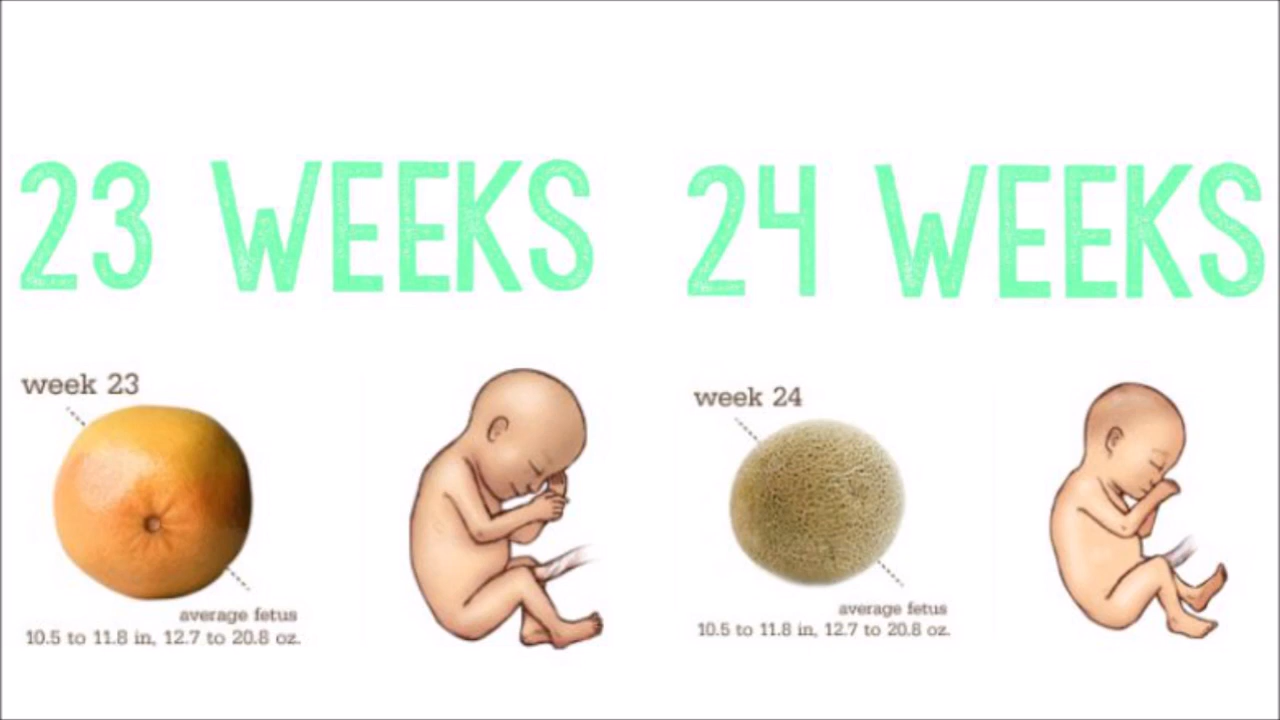 23 WEEKS
week 23
average fetus
10.5 to 11.8 in, 12.7 to 20.8 oz.
24 WEEKS
week 24
average fetus
10.5 to 11.8 in, 12.7 to 20.8 oz.